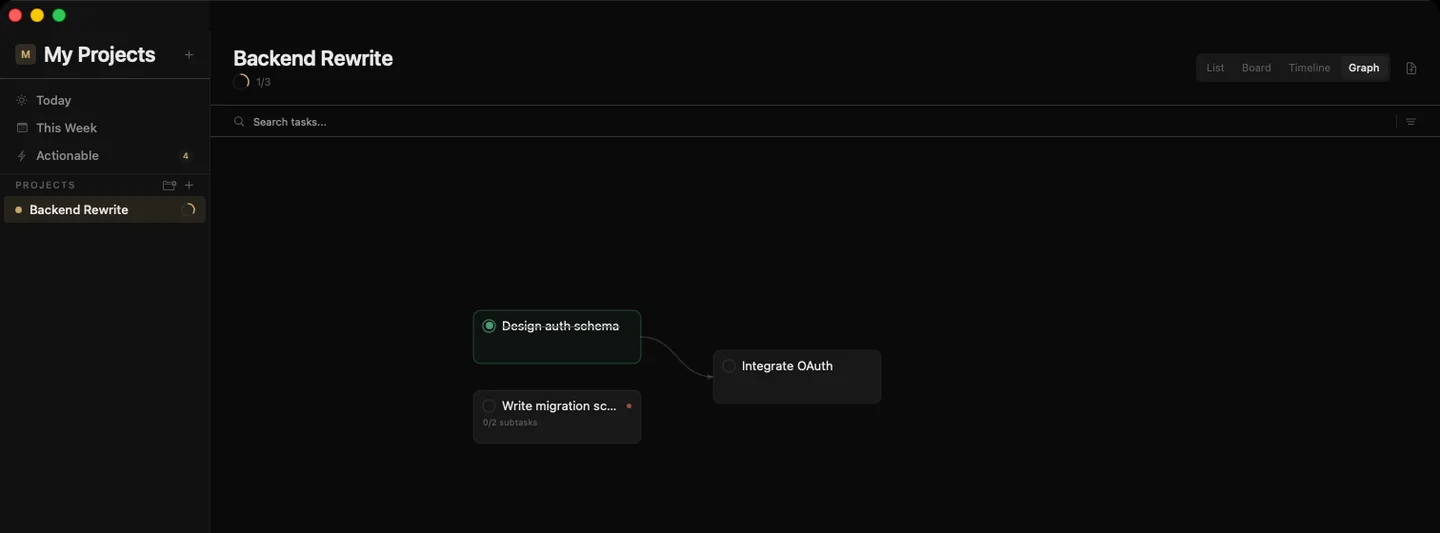 M My Projects +
Today
This Week
Actionable 4
PROJECTS +
Backend Rewrite
Backend Rewrite
1/3
List Board Timeline Graph
Search tasks...
Design auth schema
Integrate OAuth
Write migration sc...
0/2 subtasks